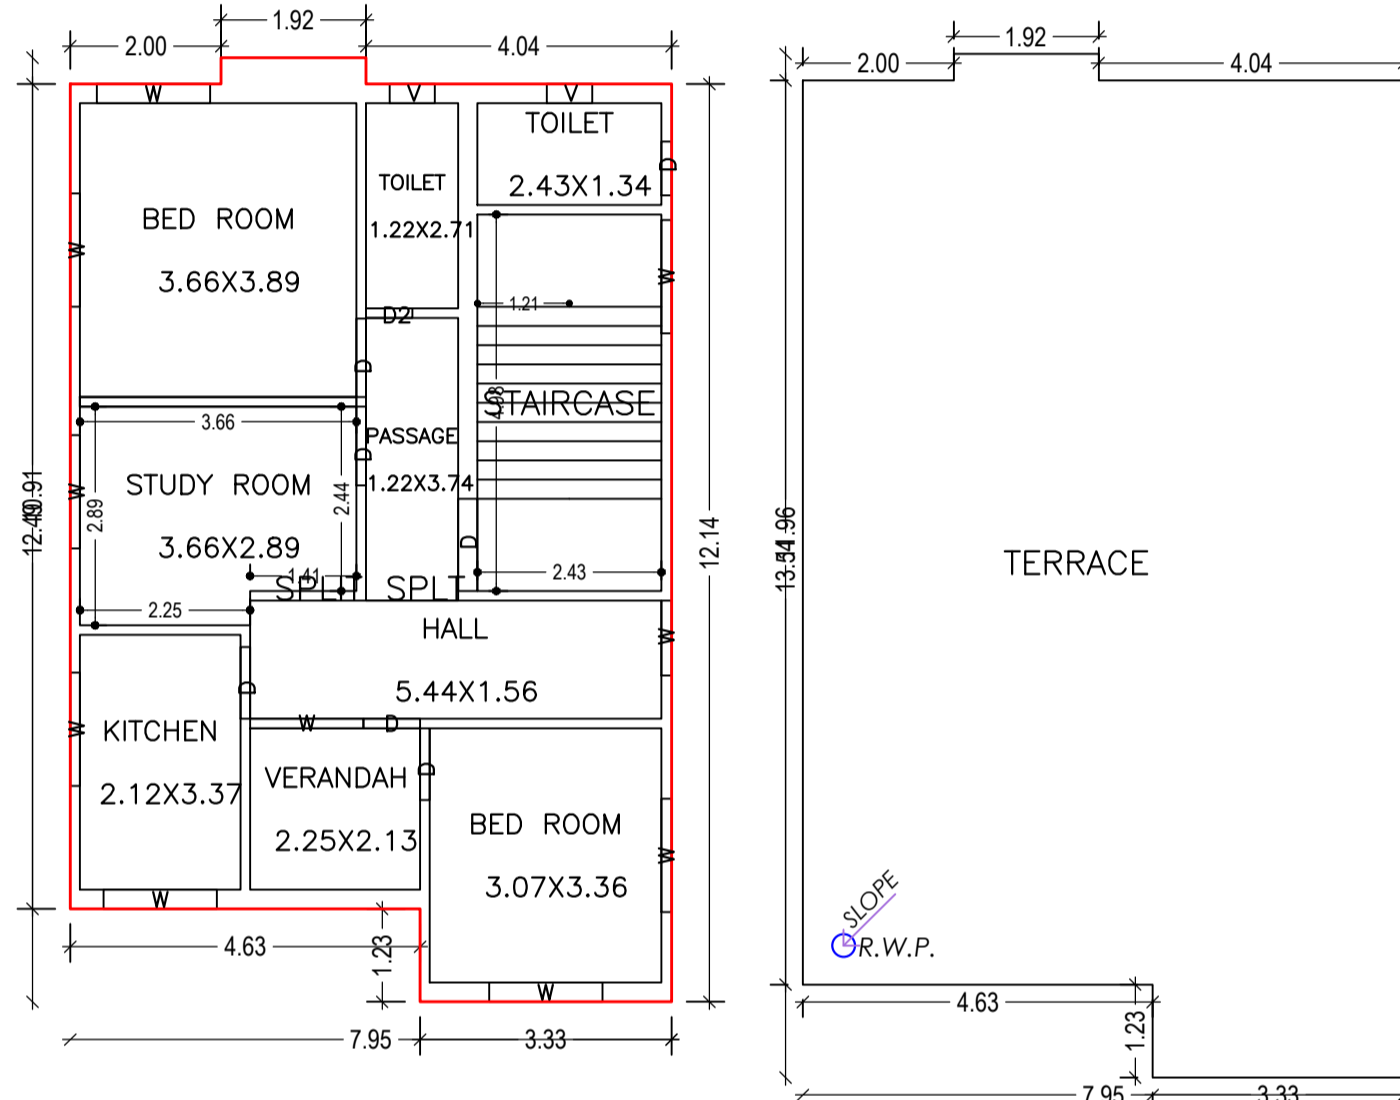 1.92
2.00
4.04
W
V
V
TOILET
2.43X1.34
D
TOILET
1.22X2.71
BED ROOM
3.66X3.89
W
W
1.21
D2
D
STAIRCASE
4.98
3.66
PASSAGE
1.22X3.74
D
STUDY ROOM
3.66X2.89
W
2.89
2.44
D
1.41
SPLT
SPLT
2.43
2.25
HALL
5.44X1.56
W
D
W
D
KITCHEN
2.12X3.37
W
VERANDAH
2.25X2.13
D
BED ROOM
3.07X3.36
W
W
W
12.14
4.63
1.23
7.95
3.33
1.92
2.00
4.04
TERRACE
SLOPE
R.W.P.
4.63
1.23
7.95
3.33